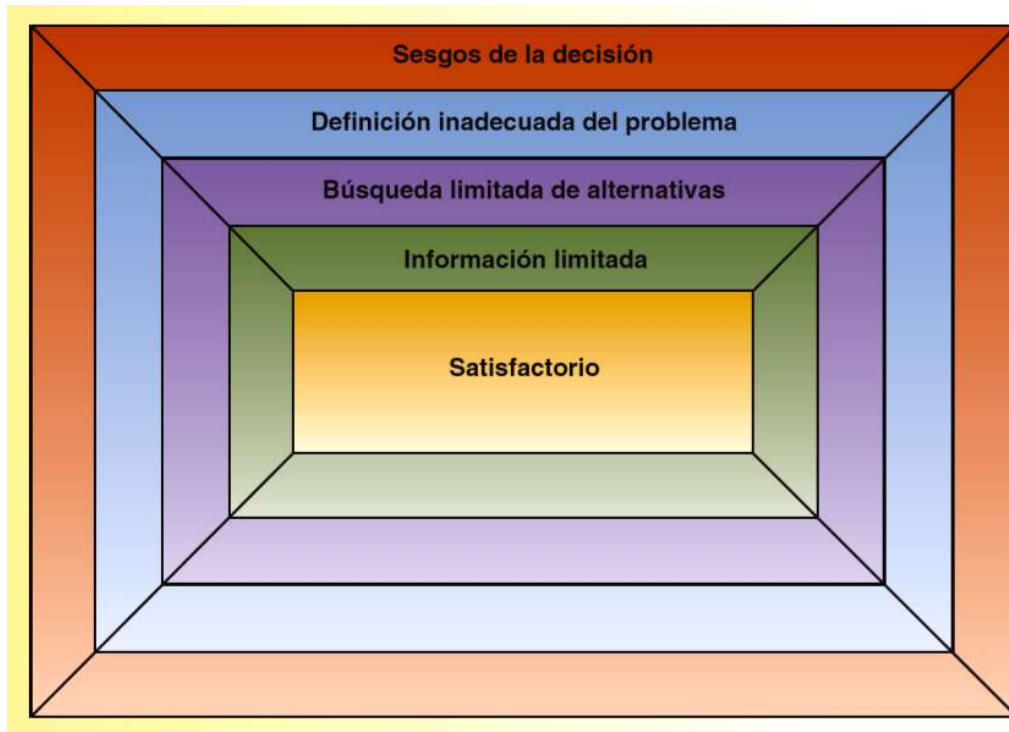 Sesgos de la decisión
Definición inadecuada del problema
Búsqueda limitada de alternativas
Información limitada
Satisfactorio